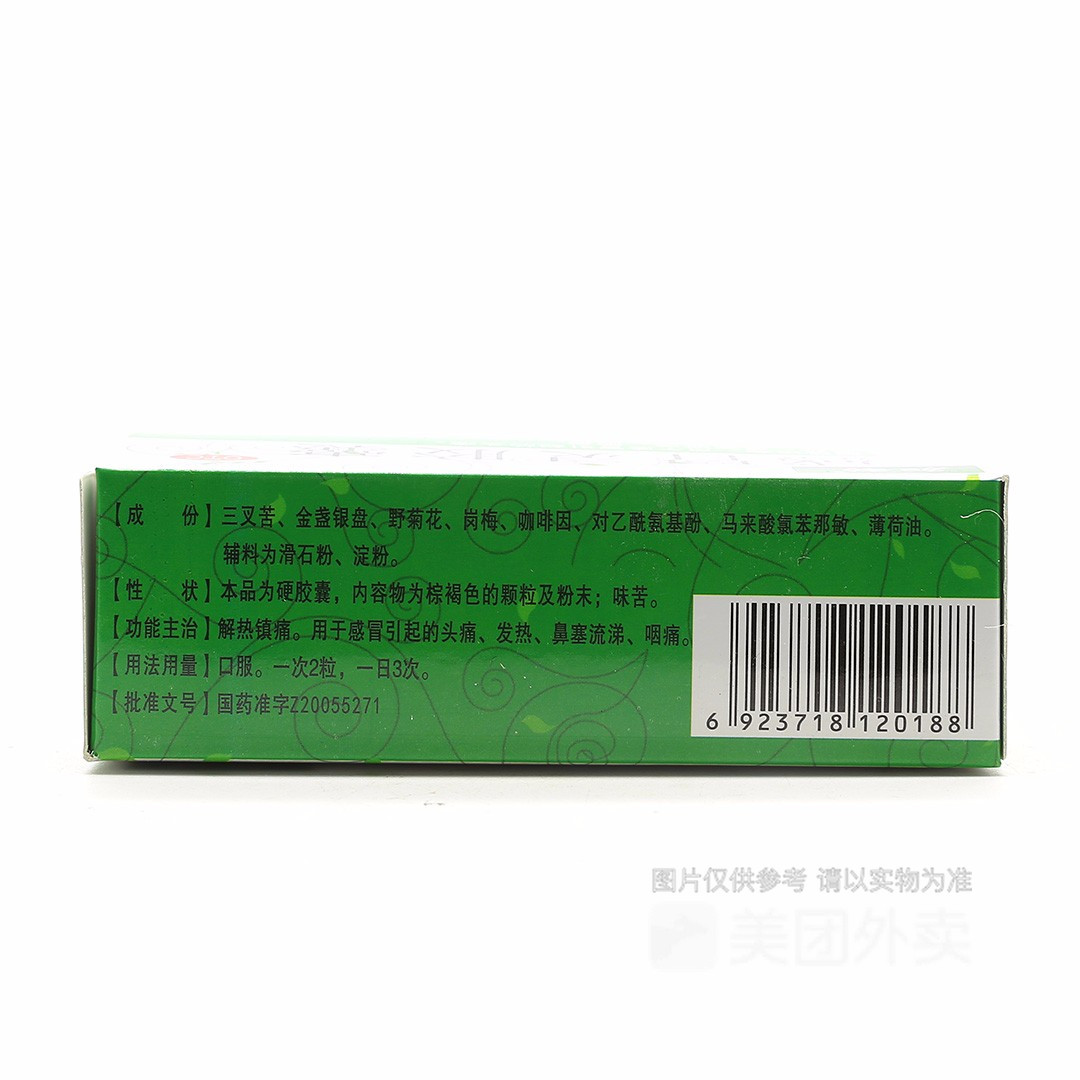 【成　　份】三叉苦、金盏银盘、野菊花、岗梅、咖啡因、对乙酰氨基酚、马来酸氯苯那敏、薄荷油。
辅料为滑石粉、淀粉。
【性　　状】本品为硬胶囊，内容物为棕褐色的颗粒及粉末；味苦。
【功能主治】解热镇痛。用于感冒引起的头痛、发热、鼻塞流涕、咽痛。
【用法用量】口服。一次2粒，一日3次。
【批准文号】国药准字Z20055271
6 923718 120188
图片仅供参考 请以实物为准
美团外卖